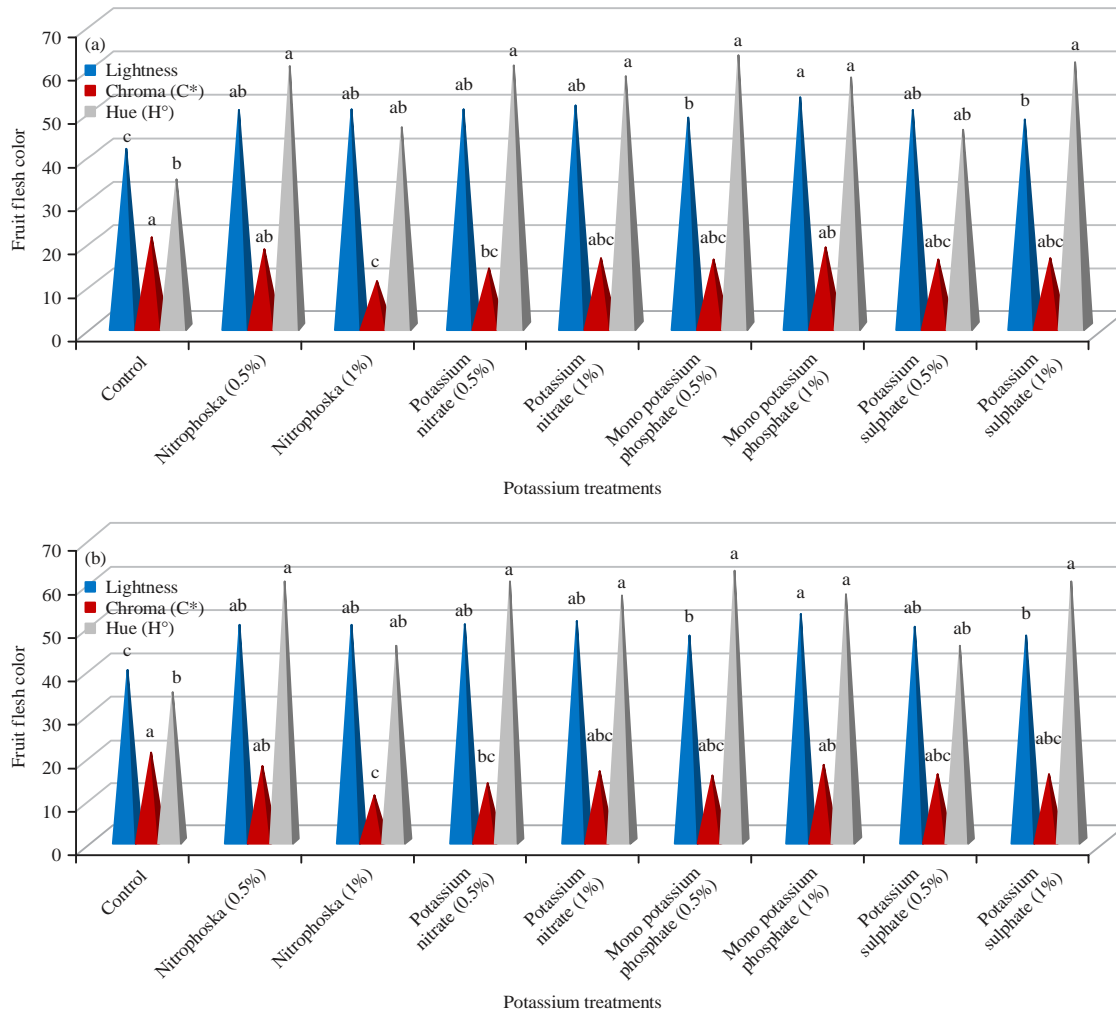 (a)
Lightness
Chroma (C*)
Hue (H°)
Fruit flesh color
70
60
50
40
30
20
10
0
c a b
ab ab a
ab c ab
ab bc a
ab abc a
b abc a
a ab a
ab abc ab
b abc a
Control
Nitrophoska (0.5%)
Nitrophoska (1%)
Potassium
nitrate (0.5%)
Potassium
nitrate (1%)
Mono potassium
phosphate (0.5%)
Mono potassium
phosphate (1%)
Potassium
sulphate (0.5%)
Potassium
sulphate (1%)
Potassium treatments
(b)
Lightness
Chroma (C*)
Hue (H°)
Fruit flesh color
70
60
50
40
30
20
10
0
c a b
ab ab a
ab c ab
ab bc a
ab abc a
b abc a
a ab a
ab abc ab
b abc a
Control
Nitrophoska (0.5%)
Nitrophoska (1%)
Potassium
nitrate (0.5%)
Potassium
nitrate (1%)
Mono potassium
phosphate (0.5%)
Mono potassium
phosphate (1%)
Potassium
sulphate (0.5%)
Potassium
sulphate (1%)
Potassium treatments